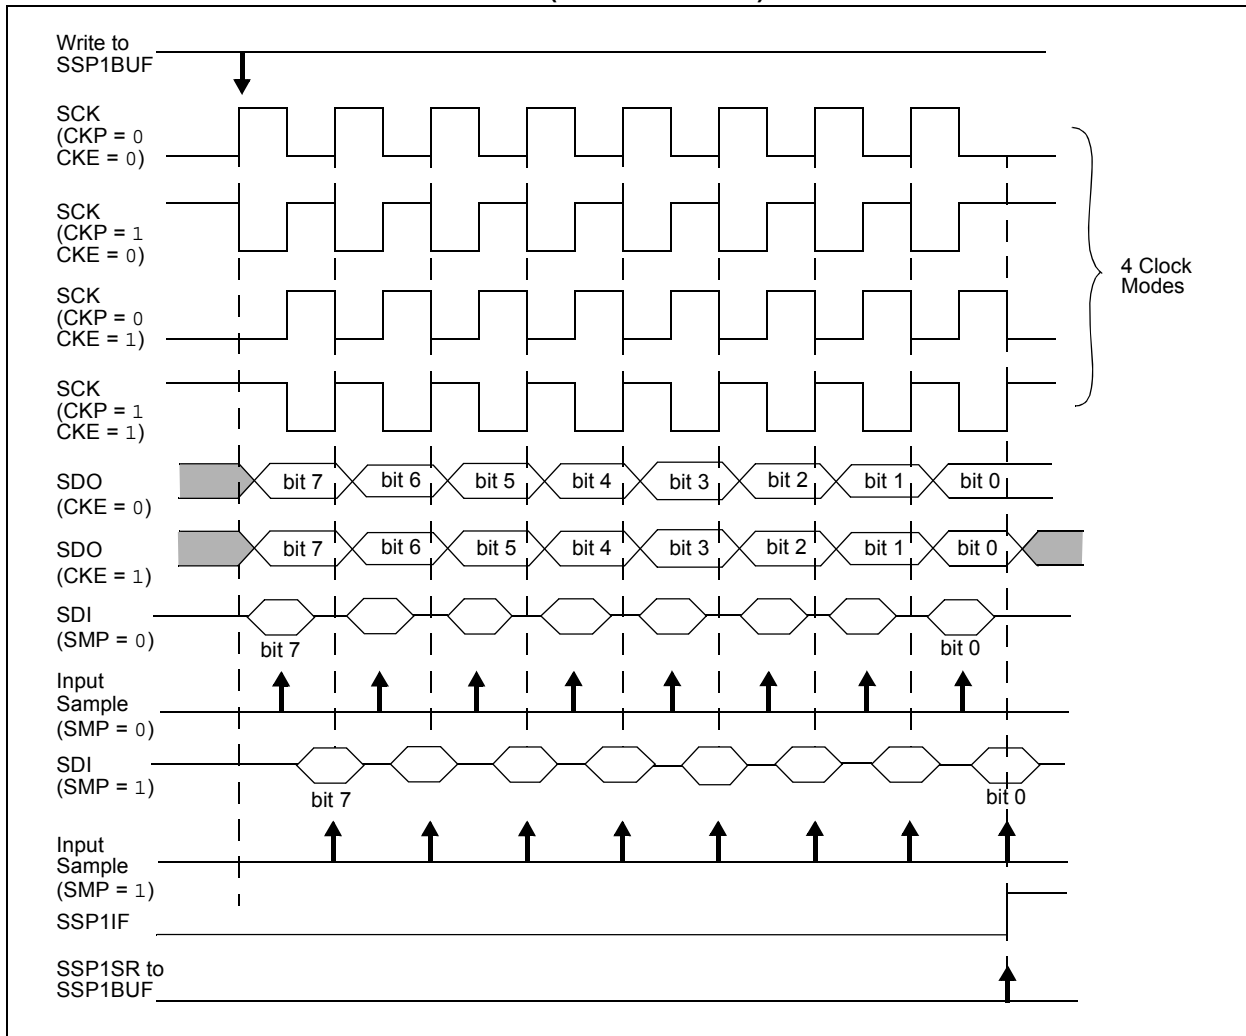 Write to
SSP1BUF
SCK
(CKP = 0
CKE = 0)
SCK
(CKP = 1
CKE = 0)
4 Clock
Modes
SCK
(CKP = 0
CKE = 1)
SCK
(CKP = 1
CKE = 1)
SDO
(CKE = 0)
bit 7 bit 6 bit 5 bit 4 bit 3 bit 2 bit 1 bit 0
SDO
(CKE = 1)
bit 7 bit 6 bit 5 bit 4 bit 3 bit 2 bit 1 bit 0
SDI
(SMP = 0)
bit 7 bit 0
Input
Sample
(SMP = 0)
SDI
(SMP = 1)
bit 7 bit 0
Input
Sample
(SMP = 1)
SSP1IF
SSP1SR to
SSP1BUF